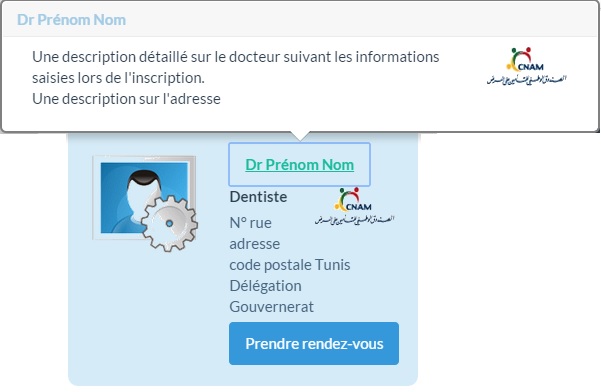 Dr Prénom Nom
Une description détaillé sur le docteur suivant les informations
saisies lors de l'inscription.
Une description sur l'adresse
CNAM
الصندوق الوطني للتأمين على المرض
Dr Prénom Nom
Dentiste
CNAM
الصندوق الوطني للتأمين على المرض
N° rue
adresse
code postale Tunis
Délégation
Gouvernerat
Prendre rendez-vous